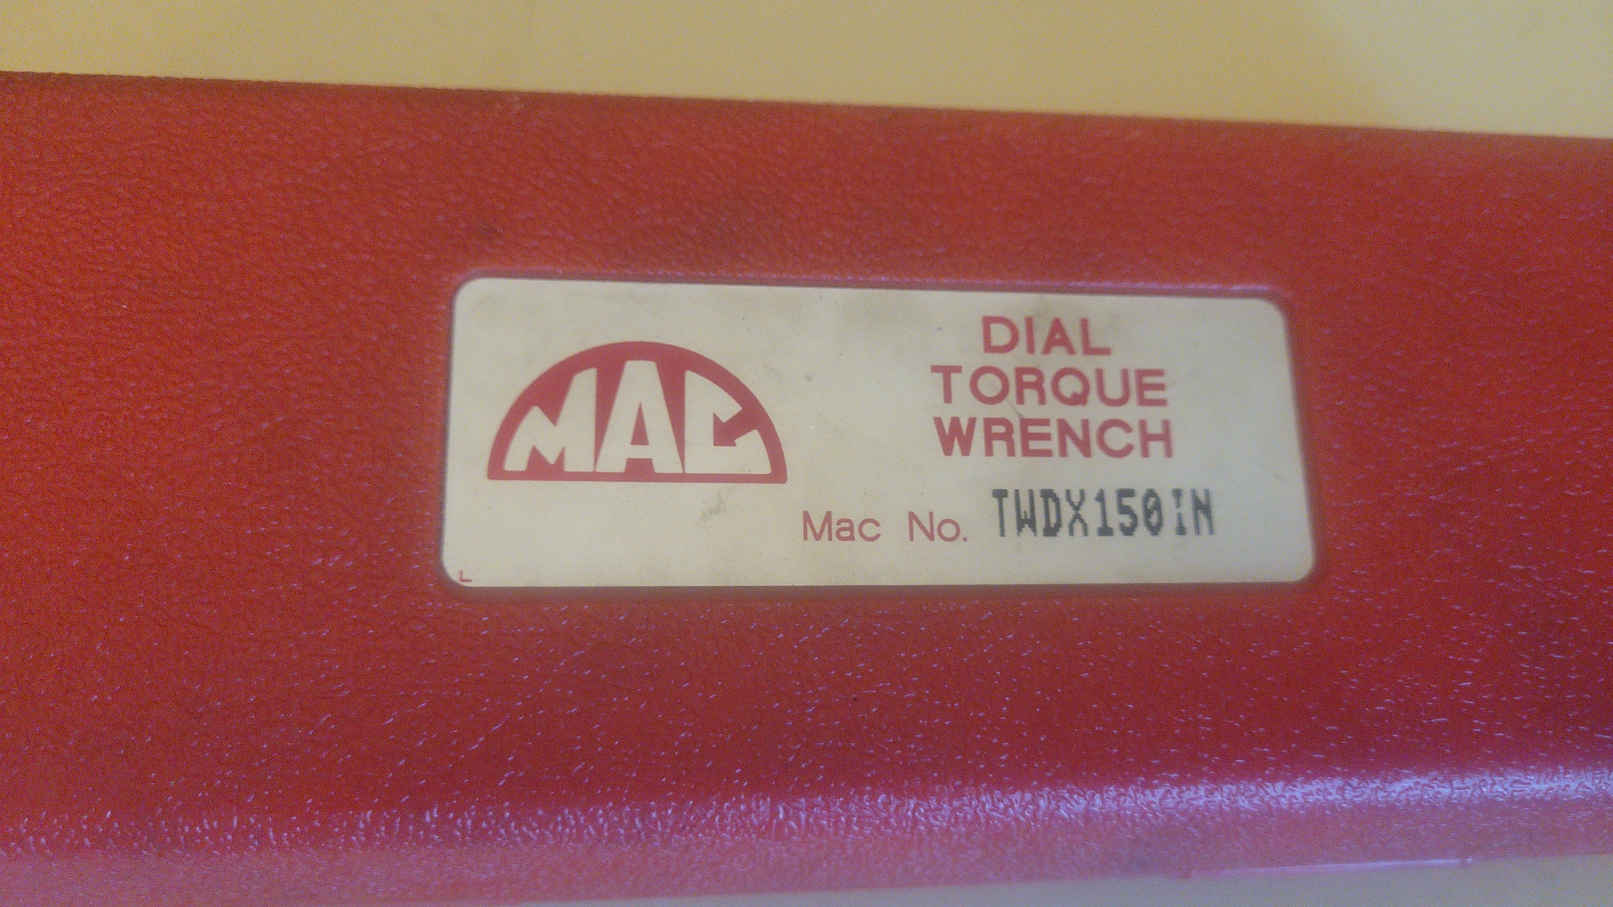 MAC
DIAL
TORQUE
WRENCH
Mac No. TWDX150IN
L